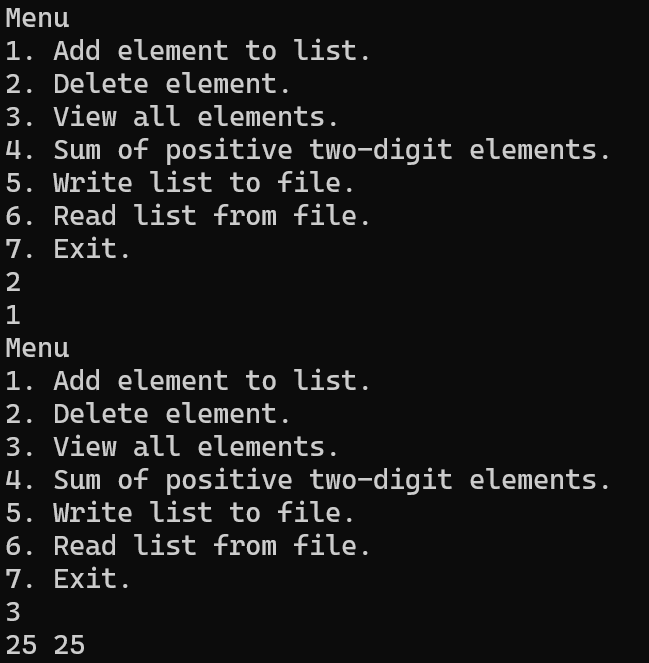 Menu
1. Add element to list.
2. Delete element.
3. View all elements.
4. Sum of positive two-digit elements.
5. Write list to file.
6. Read list from file.
7. Exit.
2
1
Menu
1. Add element to list.
2. Delete element.
3. View all elements.
4. Sum of positive two-digit elements.
5. Write list to file.
6. Read list from file.
7. Exit.
3
25 25